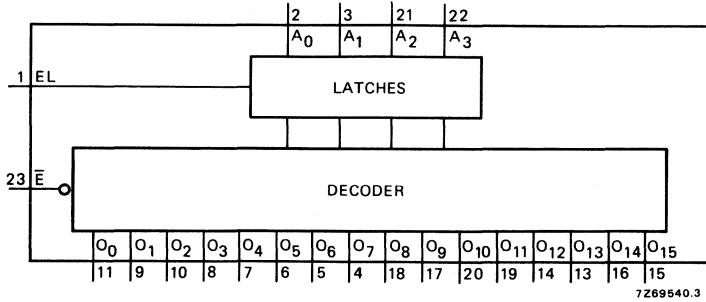 2 3 21 22
A0 A1 A2 A3
1 EL
LATCHES
23 E̅
DECODER
O0 O1 O2 O3 O4 O5 O6 O7 O8 O9 O10 O11 O12 O13 O14 O15
11 9 10 8 7 6 5 4 18 17 20 19 14 13 16 15
7Z69540.3